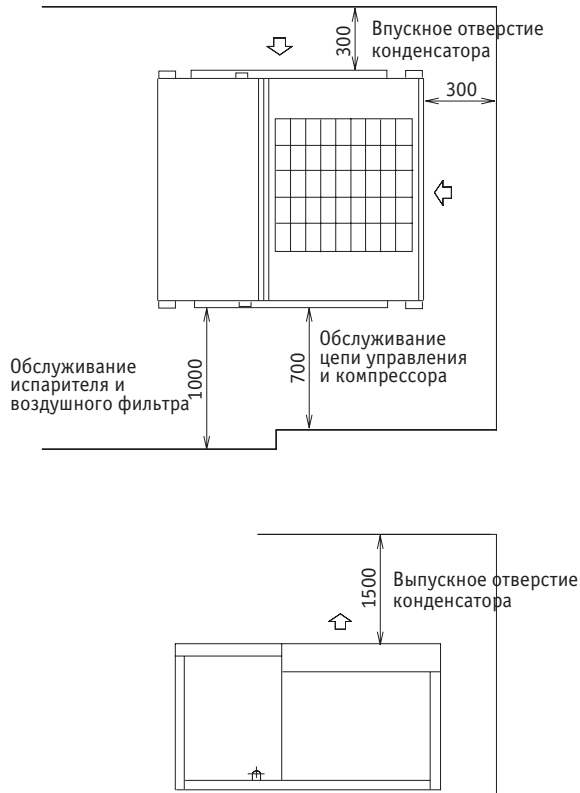 300
Впускное отверстие
конденсатора
300
Обслуживание
испарителя и
воздушного фильтра
1000
700
Обслуживание
цепи управления
и компрессора
1500
Выпускное отверстие
конденсатора